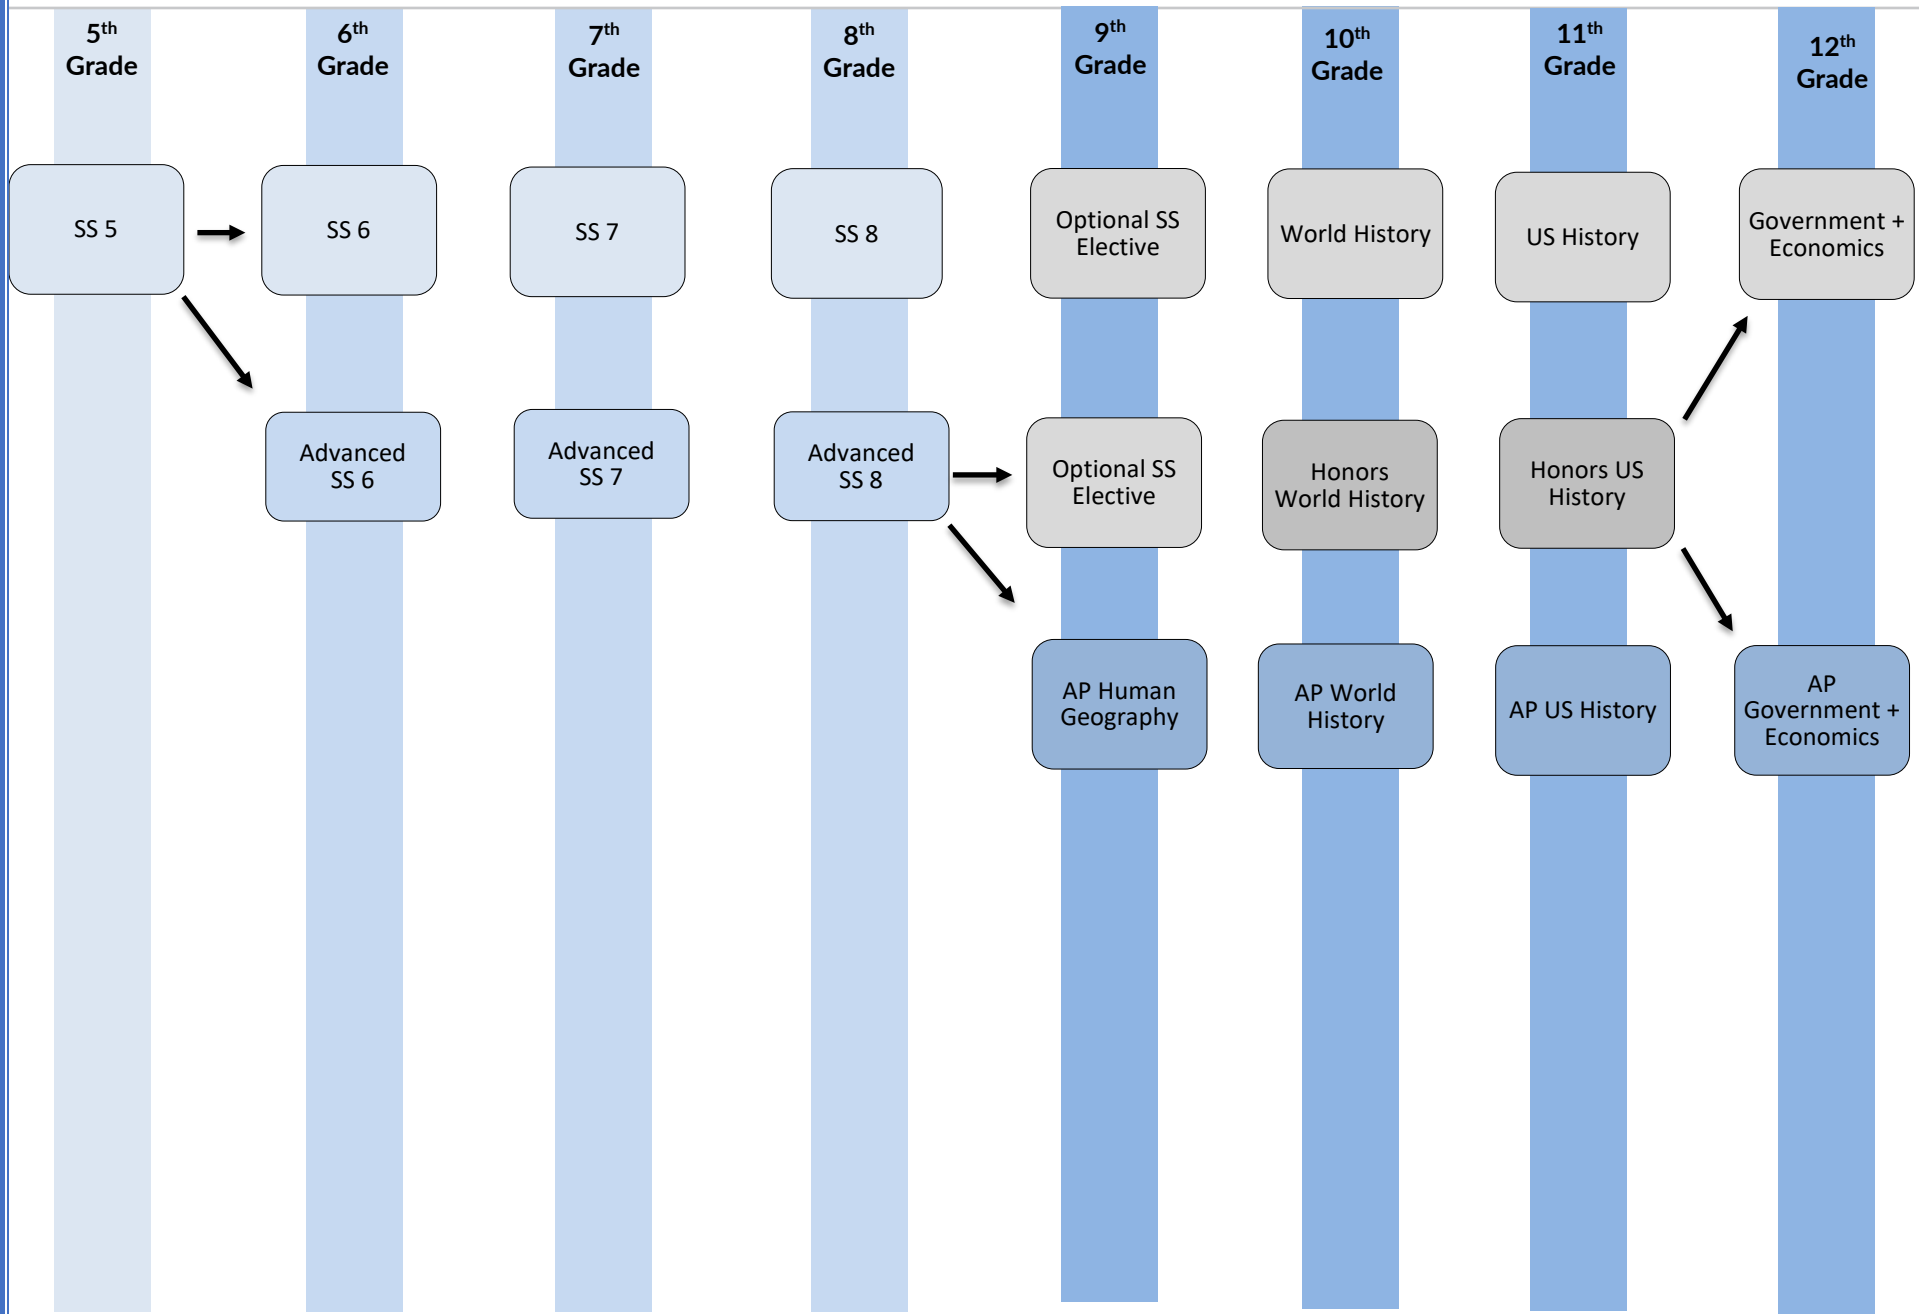 5th
Grade
6th
Grade
7th
Grade
8th
Grade
9th
Grade
10th
Grade
11th
Grade
12th
Grade
SS 5
SS 6
SS 7
SS 8
Optional SS
Elective
World History
US History
Government +
Economics
Advanced
SS 6
Advanced
SS 7
Advanced
SS 8
Optional SS
Elective
Honors
World History
Honors US
History
AP Human
Geography
AP World
History
AP US History
AP
Government +
Economics